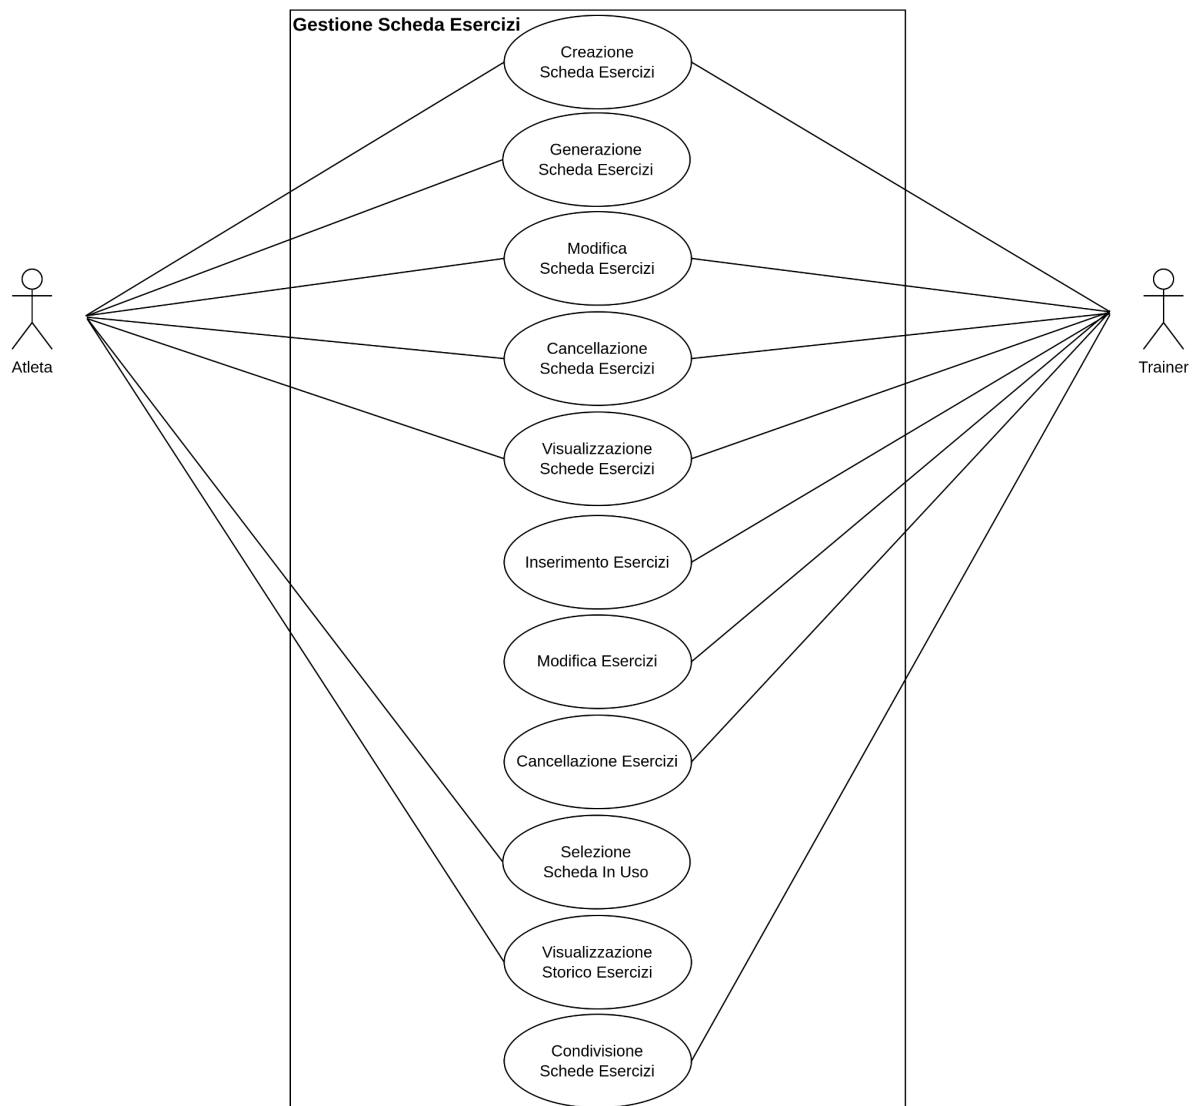 Gestione Scheda Esercizi
Creazione
Scheda Esercizi
Generazione
Scheda Esercizi
Modifica
Scheda Esercizi
Cancellazione
Scheda Esercizi
Atleta
Trainer
Visualizzazione
Schede Esercizi
Inserimento Esercizi
Modifica Esercizi
Cancellazione Esercizi
Selezione
Scheda In Uso
Visualizzazione
Storico Esercizi
Condivisione
Schede Esercizi